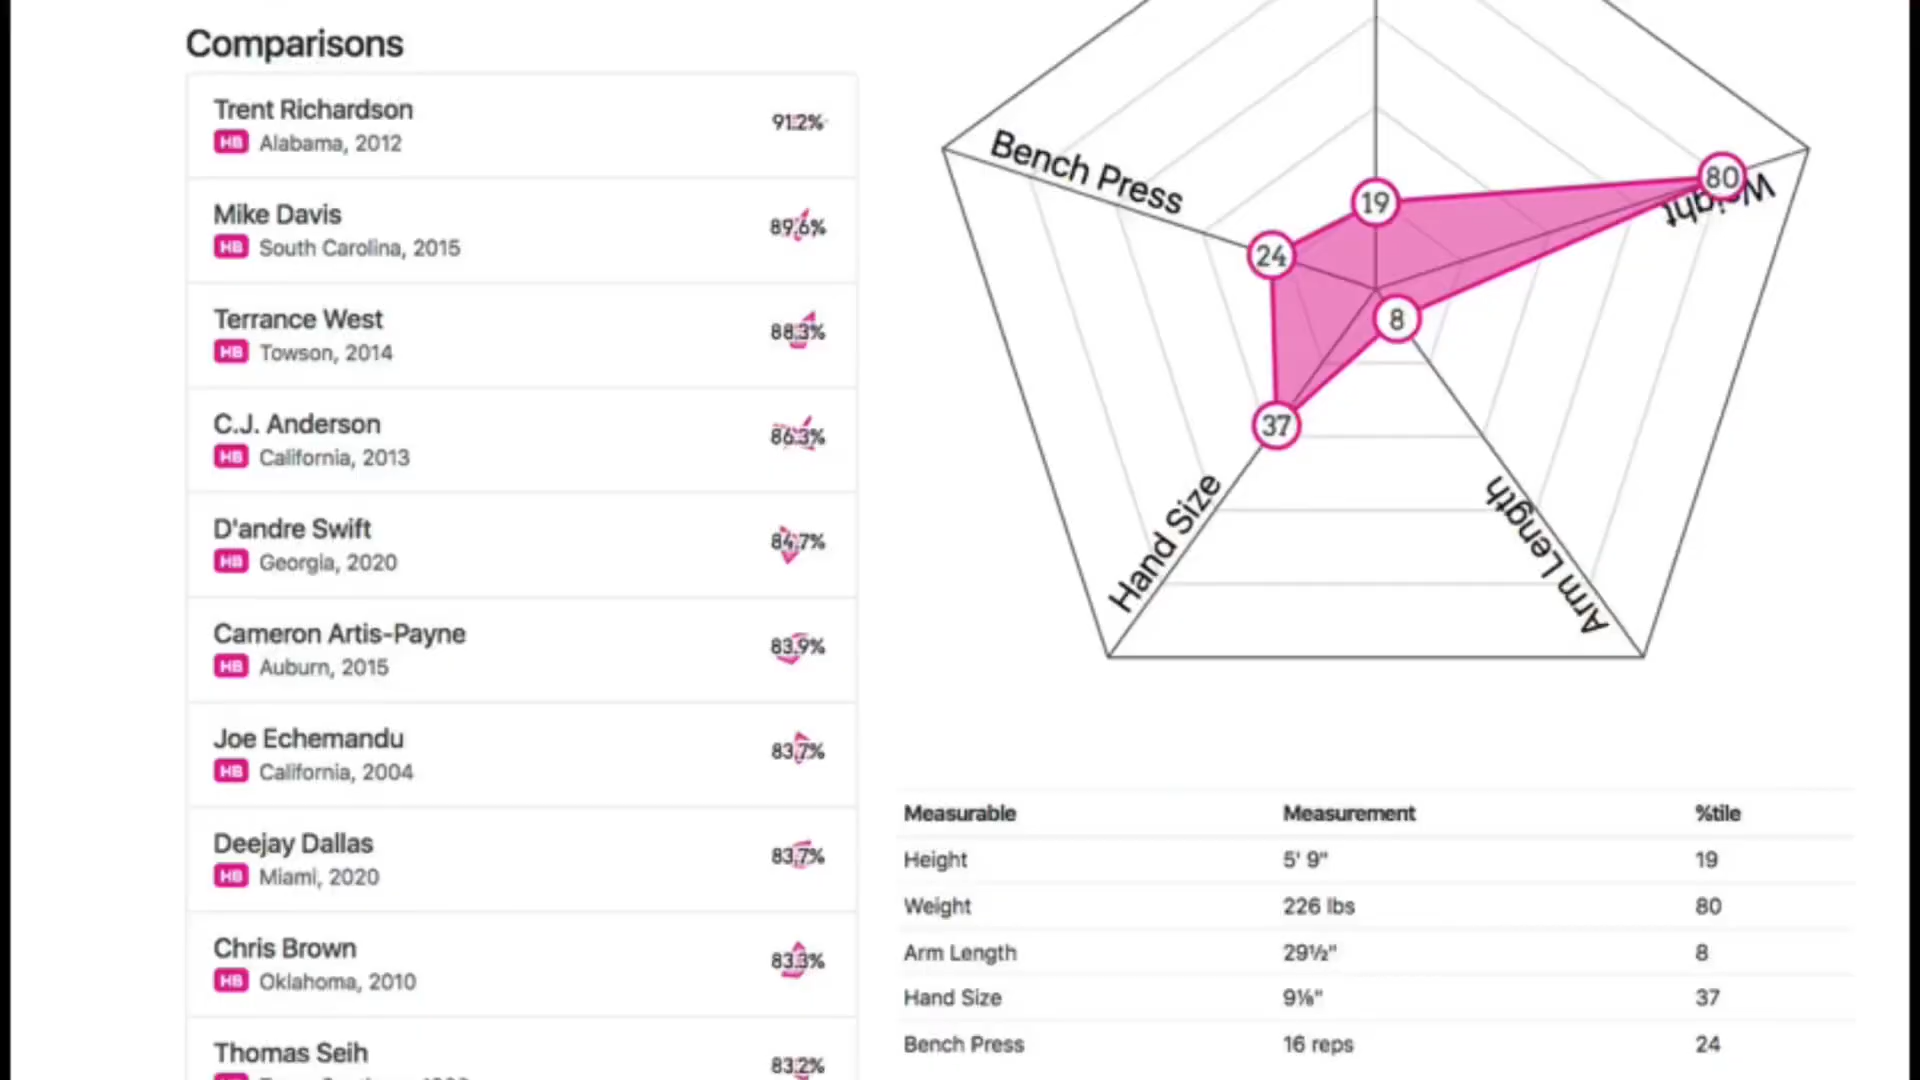 Comparisons
Trent Richardson
HB Alabama, 2012
91.2%
Mike Davis
HB South Carolina, 2015
89.6%
Terrance West
HB Towson, 2014
88.3%
C.J. Anderson
HB California, 2013
86.3%
D'andre Swift
HB Georgia, 2020
84.7%
Cameron Artis-Payne
HB Auburn, 2015
83.9%
Joe Echemandu
HB California, 2004
83.7%
Deejay Dallas
HB Miami, 2020
83.7%
Chris Brown
HB Oklahoma, 2010
83.3%
Thomas Seih
83.2%
Bench Press
Weight
Hand Size
Arm Length
19
80
24
8
37
Measurable Measurement %tile
Height 5' 9" 19
Weight 226 lbs 80
Arm Length 29½" 8
Hand Size 9⅛" 37
Bench Press 16 reps 24